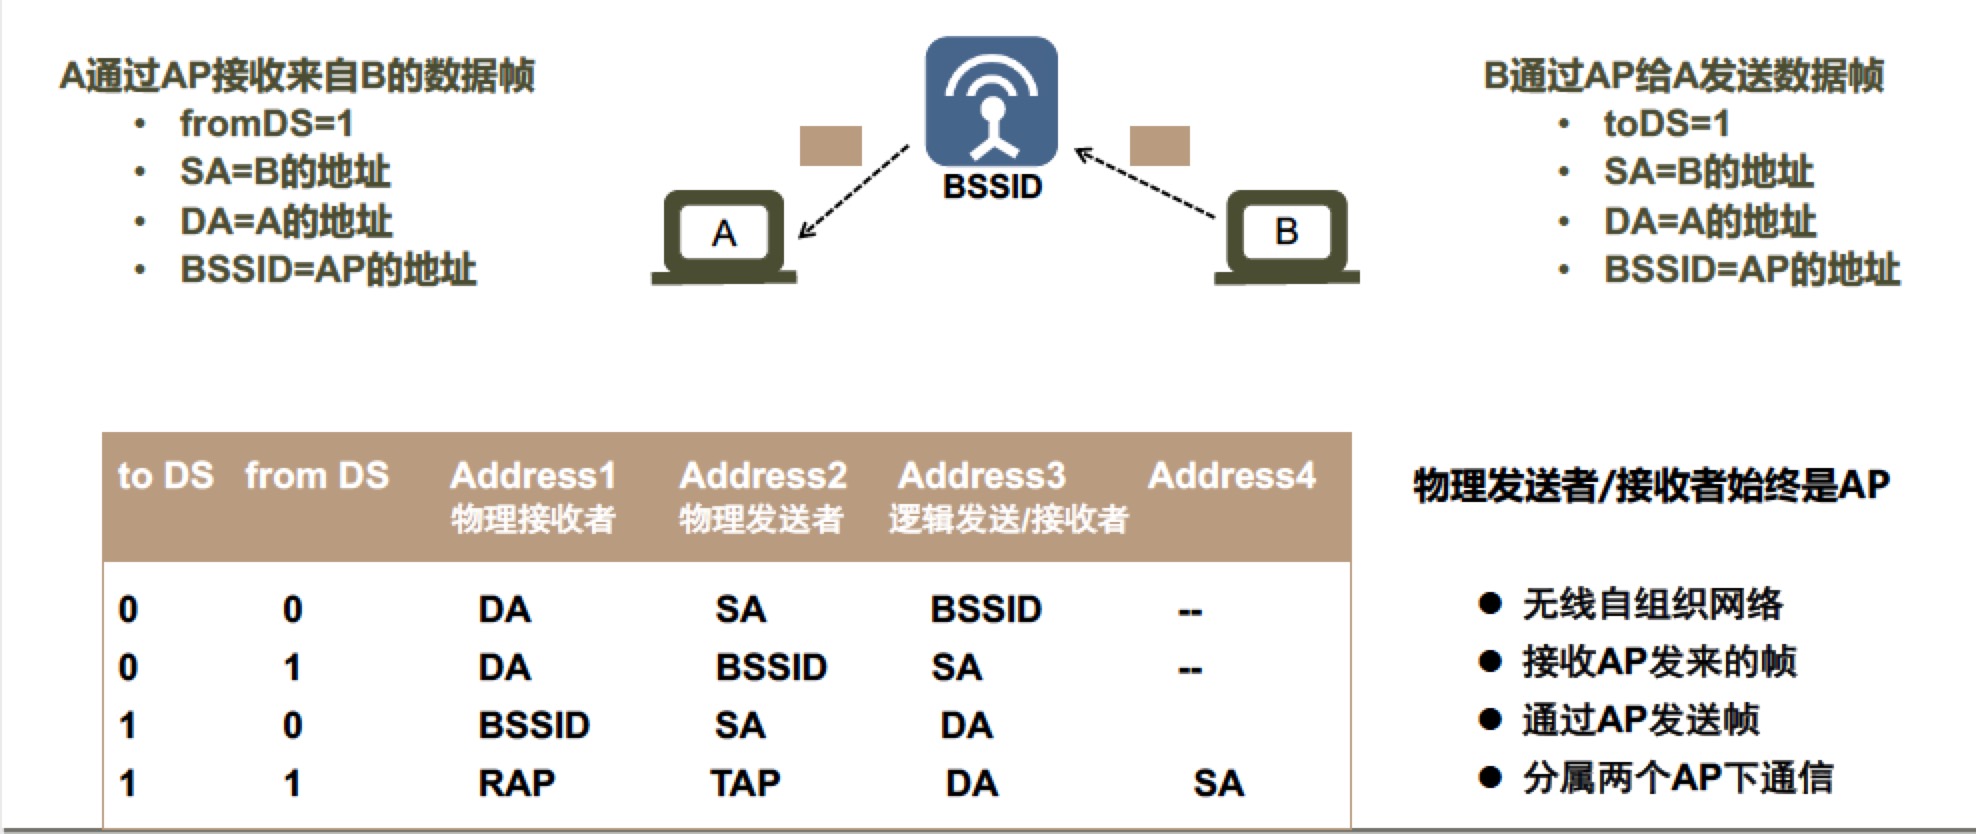 A通过AP接收来自B的数据帧
• fromDS=1
• SA=B的地址
• DA=A的地址
• BSSID=AP的地址
BSSID
A
B
B通过AP给A发送数据帧
• toDS=1
• SA=B的地址
• DA=A的地址
• BSSID=AP的地址
to DS from DS Address1 Address2 Address3 Address4
物理接收者 物理发送者 逻辑发送/接收者
0 0 DA SA BSSID --
0 1 DA BSSID SA --
1 0 BSSID SA DA
1 1 RAP TAP DA SA
物理发送者/接收者始终是AP
● 无线自组织网络
● 接收AP发来的帧
● 通过AP发送帧
● 分属两个AP下通信